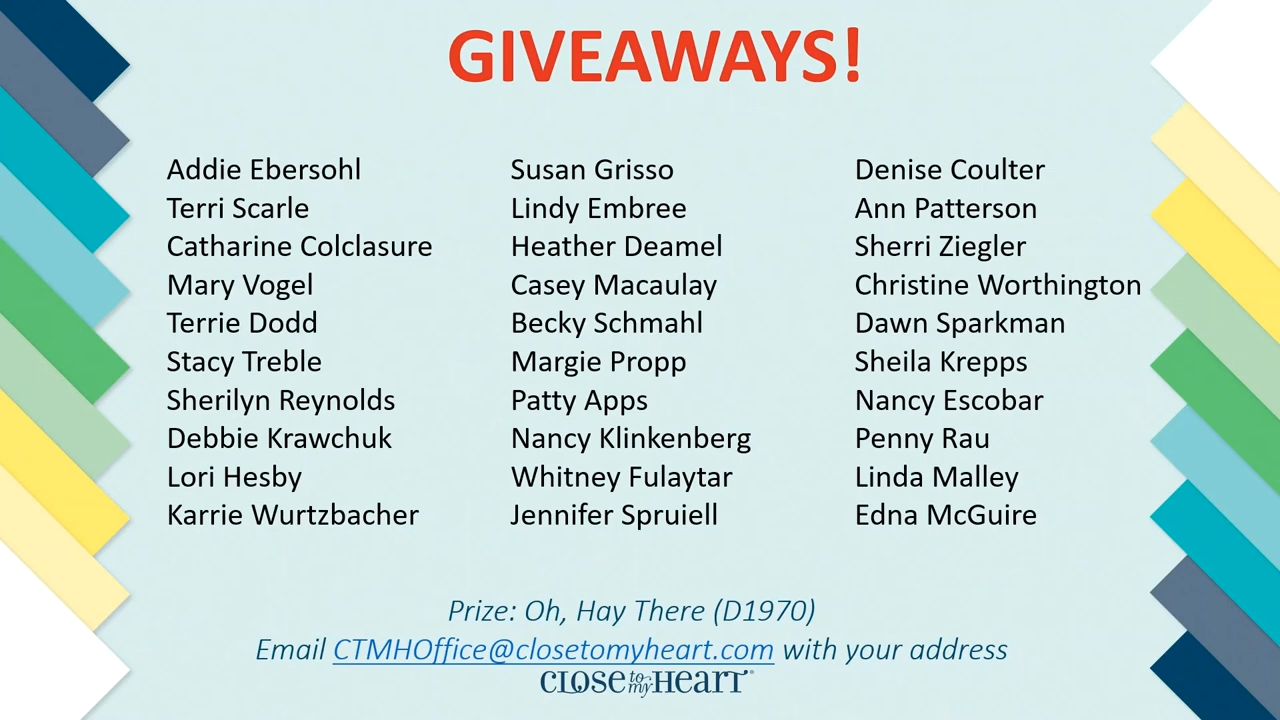 GIVEAWAYS!
Addie Ebersohl
Terri Scarle
Catharine Colclasure
Mary Vogel
Terrie Dodd
Stacy Treble
Sherilyn Reynolds
Debbie Krawchuk
Lori Hesby
Karrie Wurtzbacher
Susan Grisso
Lindy Embree
Heather Deamel
Casey Macaulay
Becky Schmahl
Margie Propp
Patty Apps
Nancy Klinkenberg
Whitney Fulaytar
Jennifer Spruiell
Denise Coulter
Ann Patterson
Sherri Ziegler
Christine Worthington
Dawn Sparkman
Sheila Krepps
Nancy Escobar
Penny Rau
Linda Malley
Edna McGuire
Prize: Oh, Hay There (D1970)
Email CTMHOffice@closetomyheart.com with your address
CLOSE to my HEART®